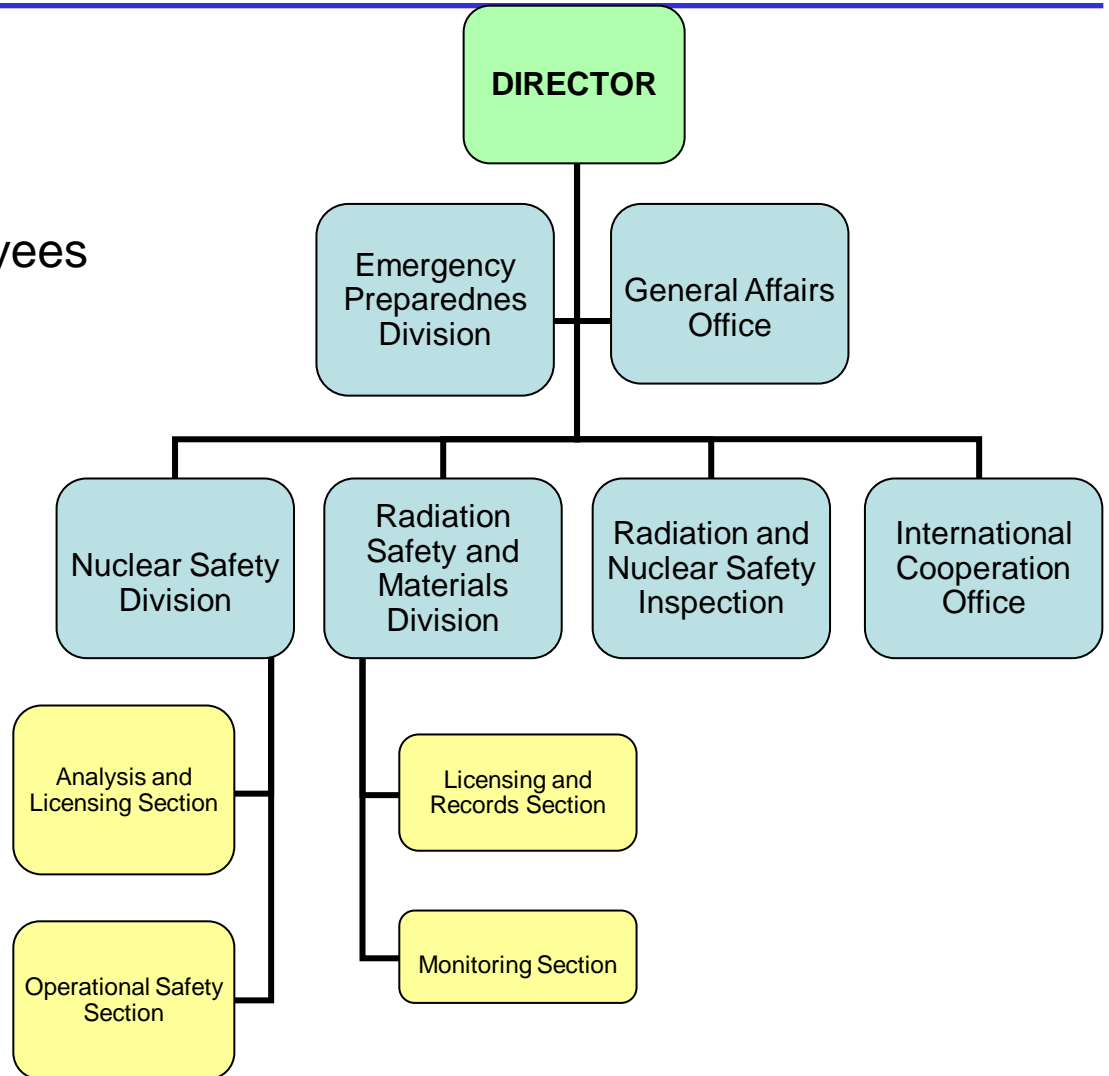 DIRECTOR
yees
Emergency
Preparednes
Division
General Affairs
Office
Nuclear Safety
Division
Radiation
Safety and
Materials
Division
Radiation and
Nuclear Safety
Inspection
International
Cooperation
Office
Analysis and
Licensing Section
Licensing and
Records Section
Operational Safety
Section
Monitoring Section